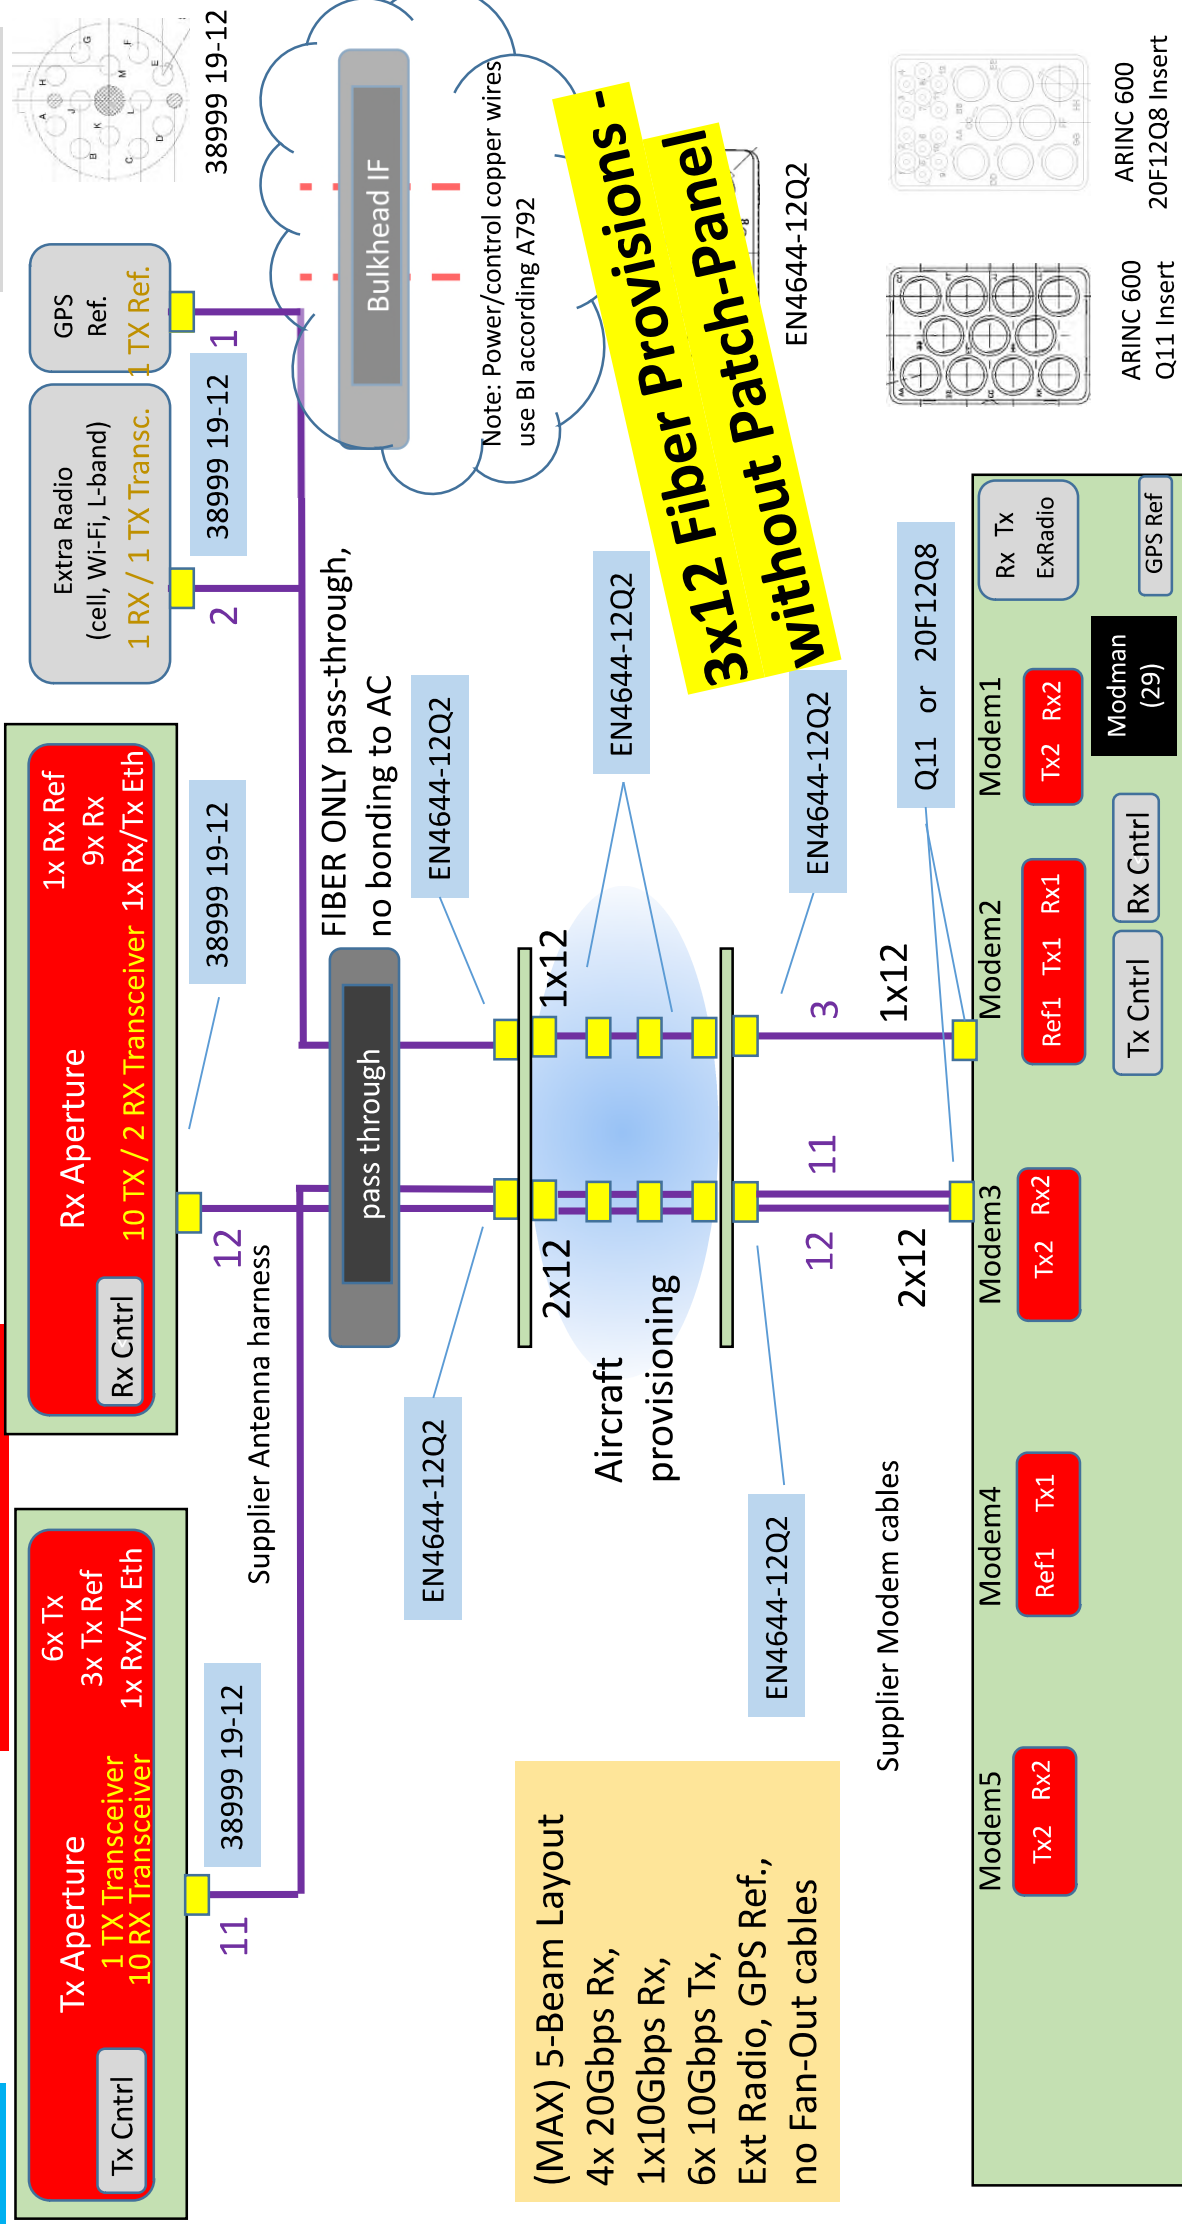 Tx Aperture
6x Tx
3x Tx Ref
1x Rx/Tx Eth
1 TX Transceiver
10 RX Transceiver
Tx Cntrl
Rx Aperture
1x Rx Ref
9x Rx
10 TX / 2 RX Transceiver 1x Rx/Tx Eth
Rx Cntrl
Extra Radio
(cell, Wi-Fi, L-band)
1 RX / 1 TX Transc.
GPS
Ref.
1 TX Ref.
A
B
C
D
E
F
G
H
J
K
L
M
38999 19-12
11
38999 19-12
12
38999 19-12
2
38999 19-12
1
Supplier Antenna harness
pass through
FIBER ONLY pass-through,
no bonding to AC
Bulkhead IF
Note: Power/control copper wires
use BI according A792
EN4644-12Q2
EN4644-12Q2
2x12
1x12
Aircraft
provisioning
EN4644-12Q2
3x12 Fiber Provisions -
without Patch-Panel
EN4644-12Q2
(MAX) 5-Beam Layout
4x 20Gbps Rx,
1x10Gbps Rx,
6x 10Gbps Tx,
Ext Radio, GPS Ref.,
no Fan-Out cables
EN4644-12Q2
EN4644-12Q2
12
11
3
Supplier Modem cables
2x12
1x12
Q11 or 20F12Q8
ARINC 600
Q11 Insert
ARINC 600
20F12Q8 Insert
Modem5
Tx2 Rx2
Modem4
Ref1 Tx1
Modem3
Tx2 Rx2
Modem2
Ref1 Tx1 Rx1
Modem1
Tx2 Rx2
Rx Tx
ExRadio
Tx Cntrl
Rx Cntrl
Modman
(29)
GPS Ref